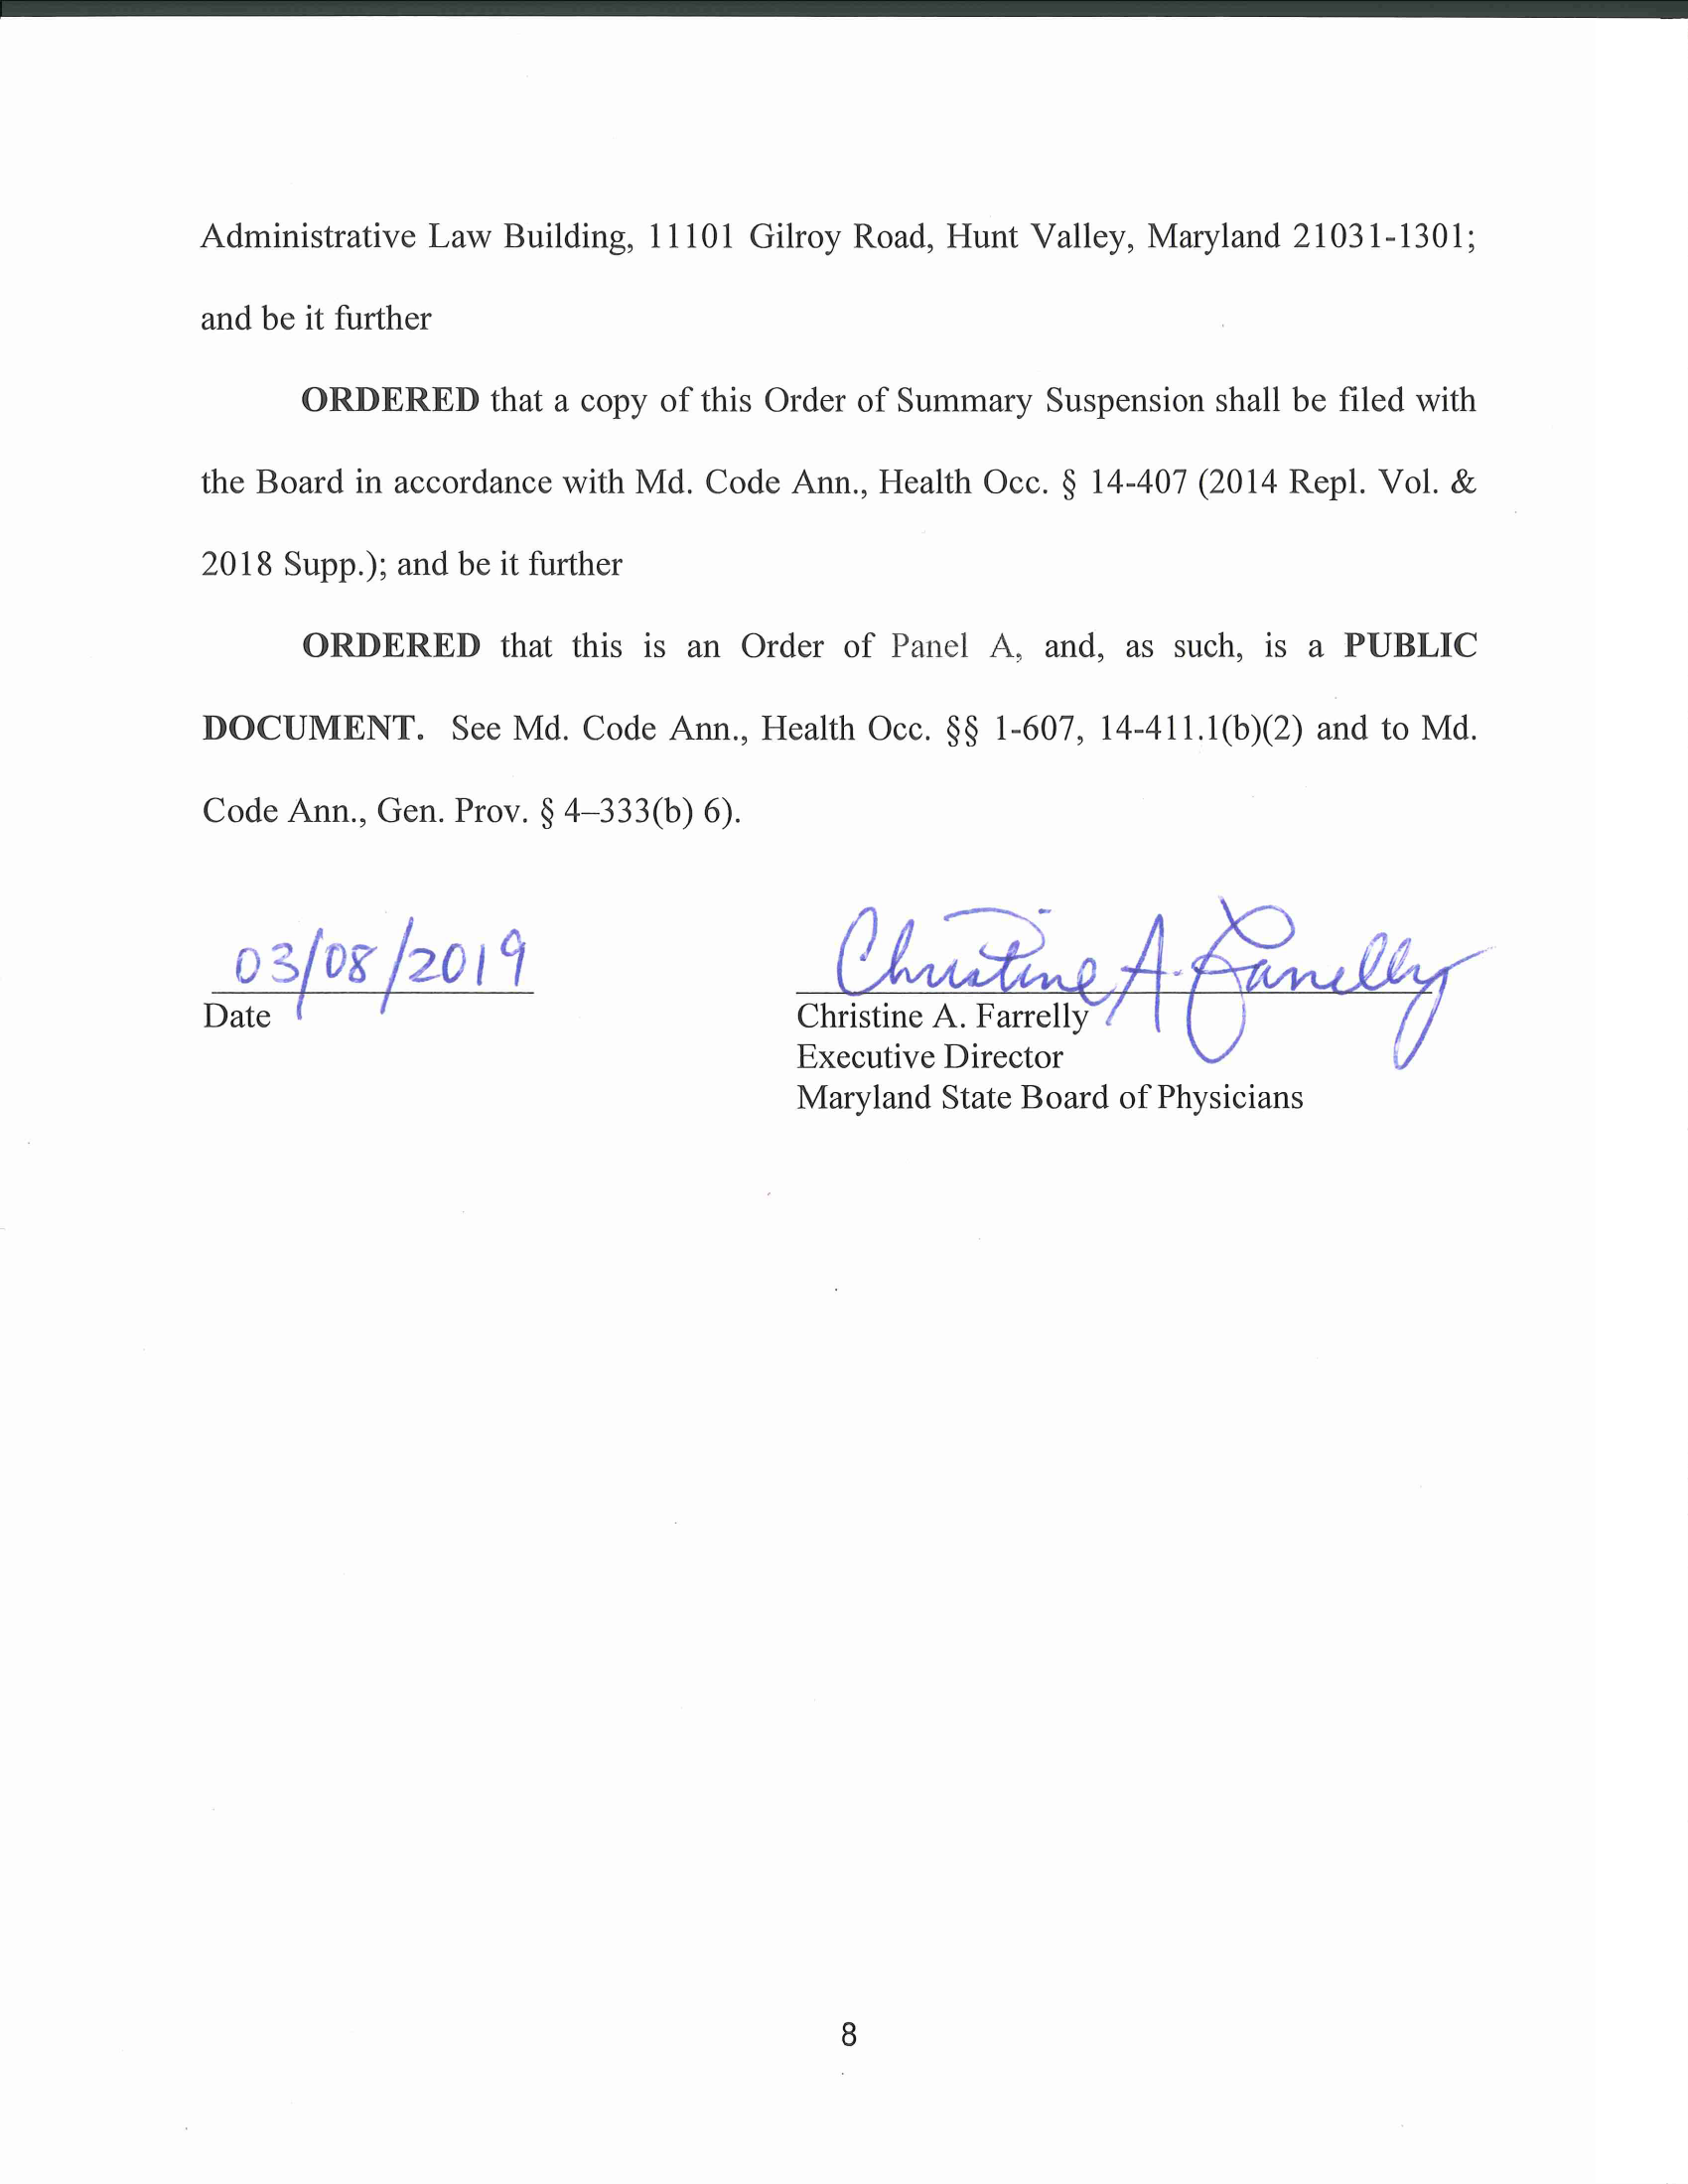 Administrative Law Building, 11101 Gilroy Road, Hunt Valley, Maryland 21031-1301;
and be it further
ORDERED that a copy of this Order of Summary Suspension shall be filed with
the Board in accordance with Md. Code Ann., Health Occ. § 14-407 (2014 Repl. Vol. &
2018 Supp.); and be it further
ORDERED that this is an Order of Panel A, and, as such, is a PUBLIC
DOCUMENT. See Md. Code Ann., Health Occ. §§ 1-607, 14-411.1(b)(2) and to Md.
Code Ann., Gen. Prov. § 4–333(b) 6).
03/08/2019
Date
Christine A. Farrelly
Christine A. Farrelly
Executive Director
Maryland State Board of Physicians
8